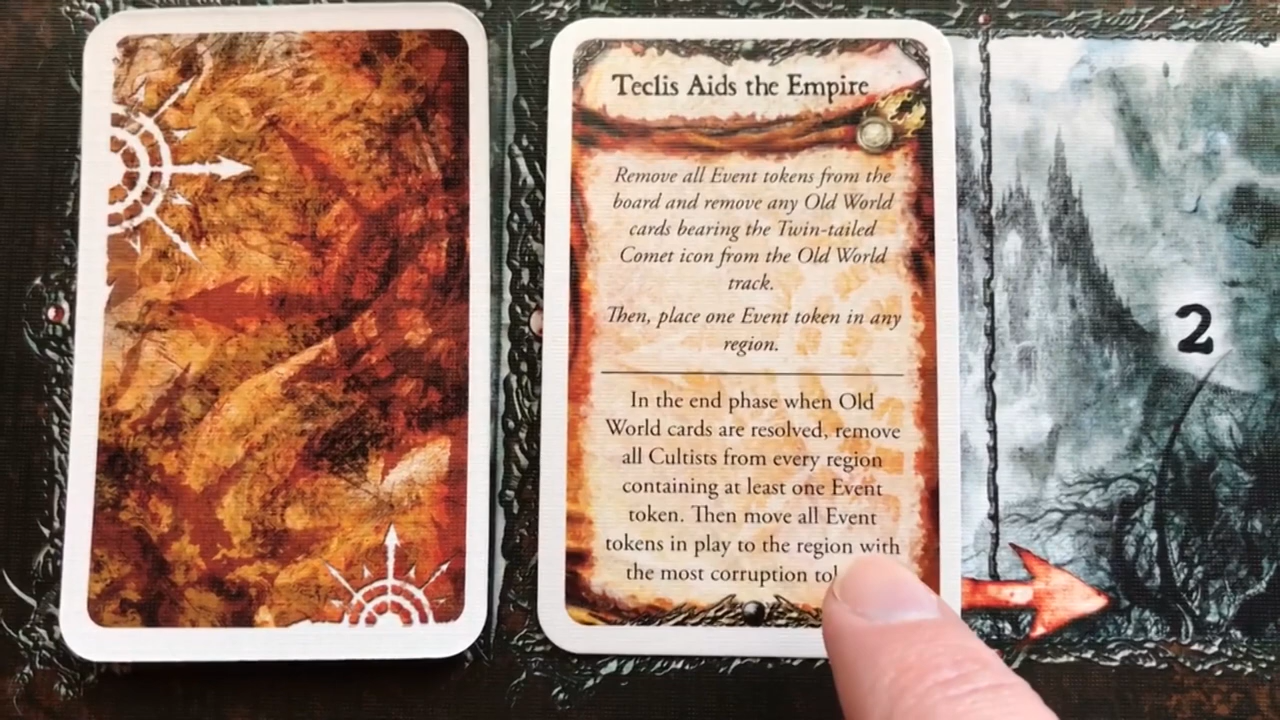 Teclis Aids the Empire
Remove all Event tokens from the
board and remove any Old World
cards bearing the Twin-tailed
Comet icon from the Old World
track.
Then, place one Event token in any
region.
In the end phase when Old
World cards are resolved, remove
all Cultists from every region
containing at least one Event
token. Then move all Event
tokens in play to the region with
the most corruption
2